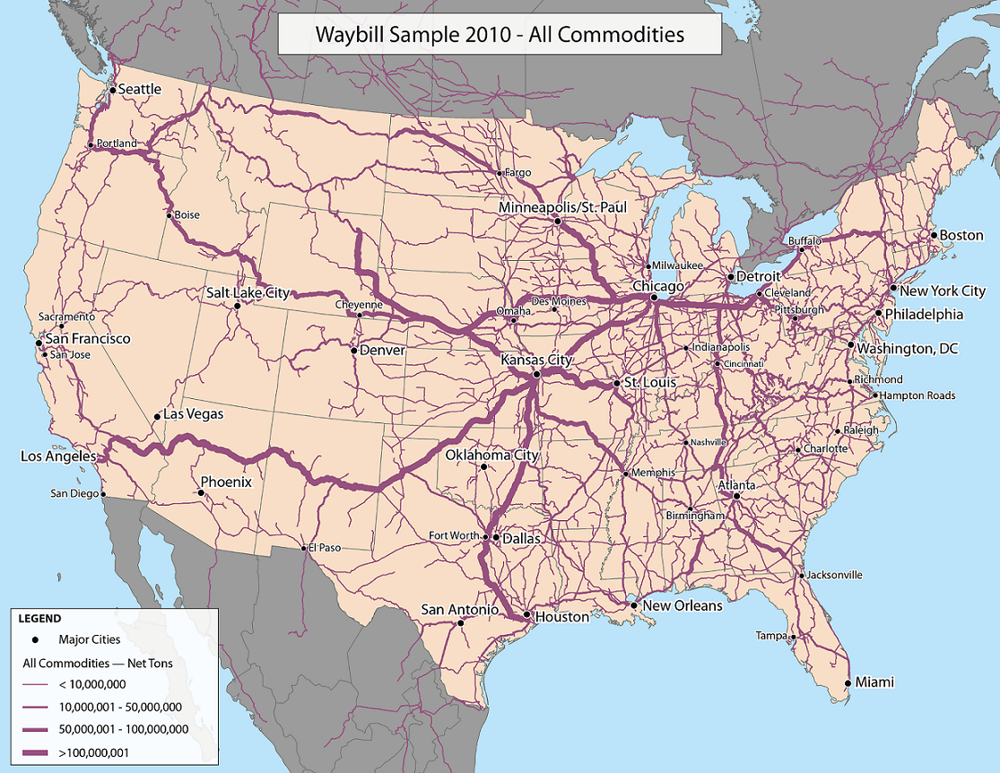 Waybill Sample 2010 - All Commodities
Seattle
Portland
Fargo
Minneapolis/St. Paul
Boise
Buffalo
Boston
Milwaukee
Detroit
Chicago
Salt Lake City
Cleveland
New York City
Cheyenne
Des Moines
Omaha
Pittsburgh
Philadelphia
Sacramento
San Francisco
San Jose
Denver
Indianapolis
Washington, DC
Kansas City
Cincinnati
St. Louis
Richmond
Hampton Roads
Las Vegas
Raleigh
Nashville
Charlotte
Los Angeles
Oklahoma City
Memphis
Phoenix
Atlanta
San Diego
Birmingham
Fort Worth
Dallas
El Paso
Jacksonville
San Antonio
Houston
New Orleans
Tampa
Miami
LEGEND
Major Cities
All Commodities — Net Tons
< 10,000,000
10,000,001 - 50,000,000
50,000,001 - 100,000,000
>100,000,001